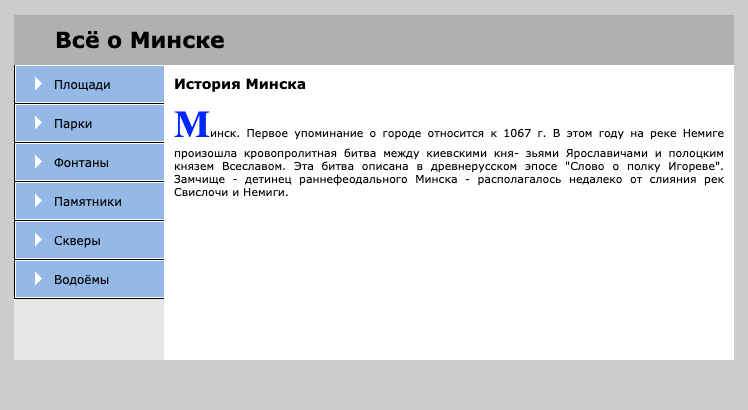 Всё о Минске
Площади
Парки
Фонтаны
Памятники
Скверы
Водоёмы
История Минска
Минск. Первое упоминание о городе относится к 1067 г. В этом году на реке Немиге
произошла кровопролитная битва между киевскими кня- зьями Ярославичами и полоцким
князем Всеславом. Эта битва описана в древнерусском эпосе "Слово о полку Игореве".
Замчище - детинец раннефеодального Минска - располагалось недалеко от слияния рек
Свислочи и Немиги.